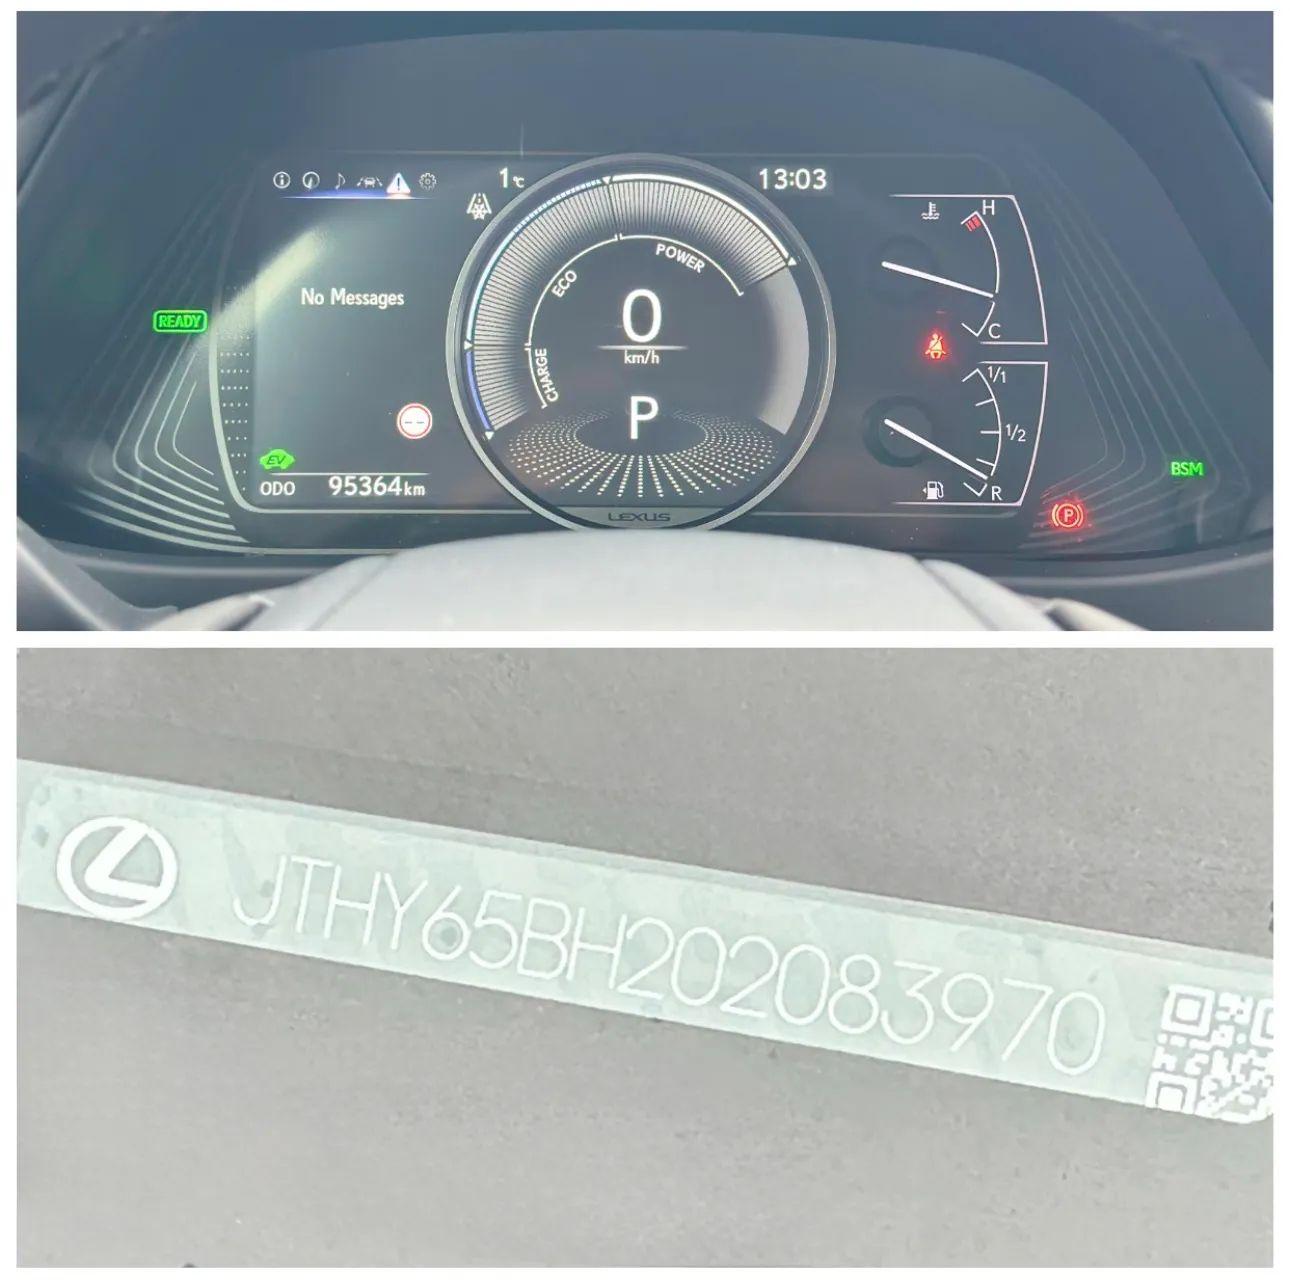 1°C
13:03
H
POWER
ECO
No Messages
0
READY
km/h
C
CHARGE
1/1
P
1/2
EV
BSM
ODO 95364km
R
P
LEXUS
JTHY65BH202083970